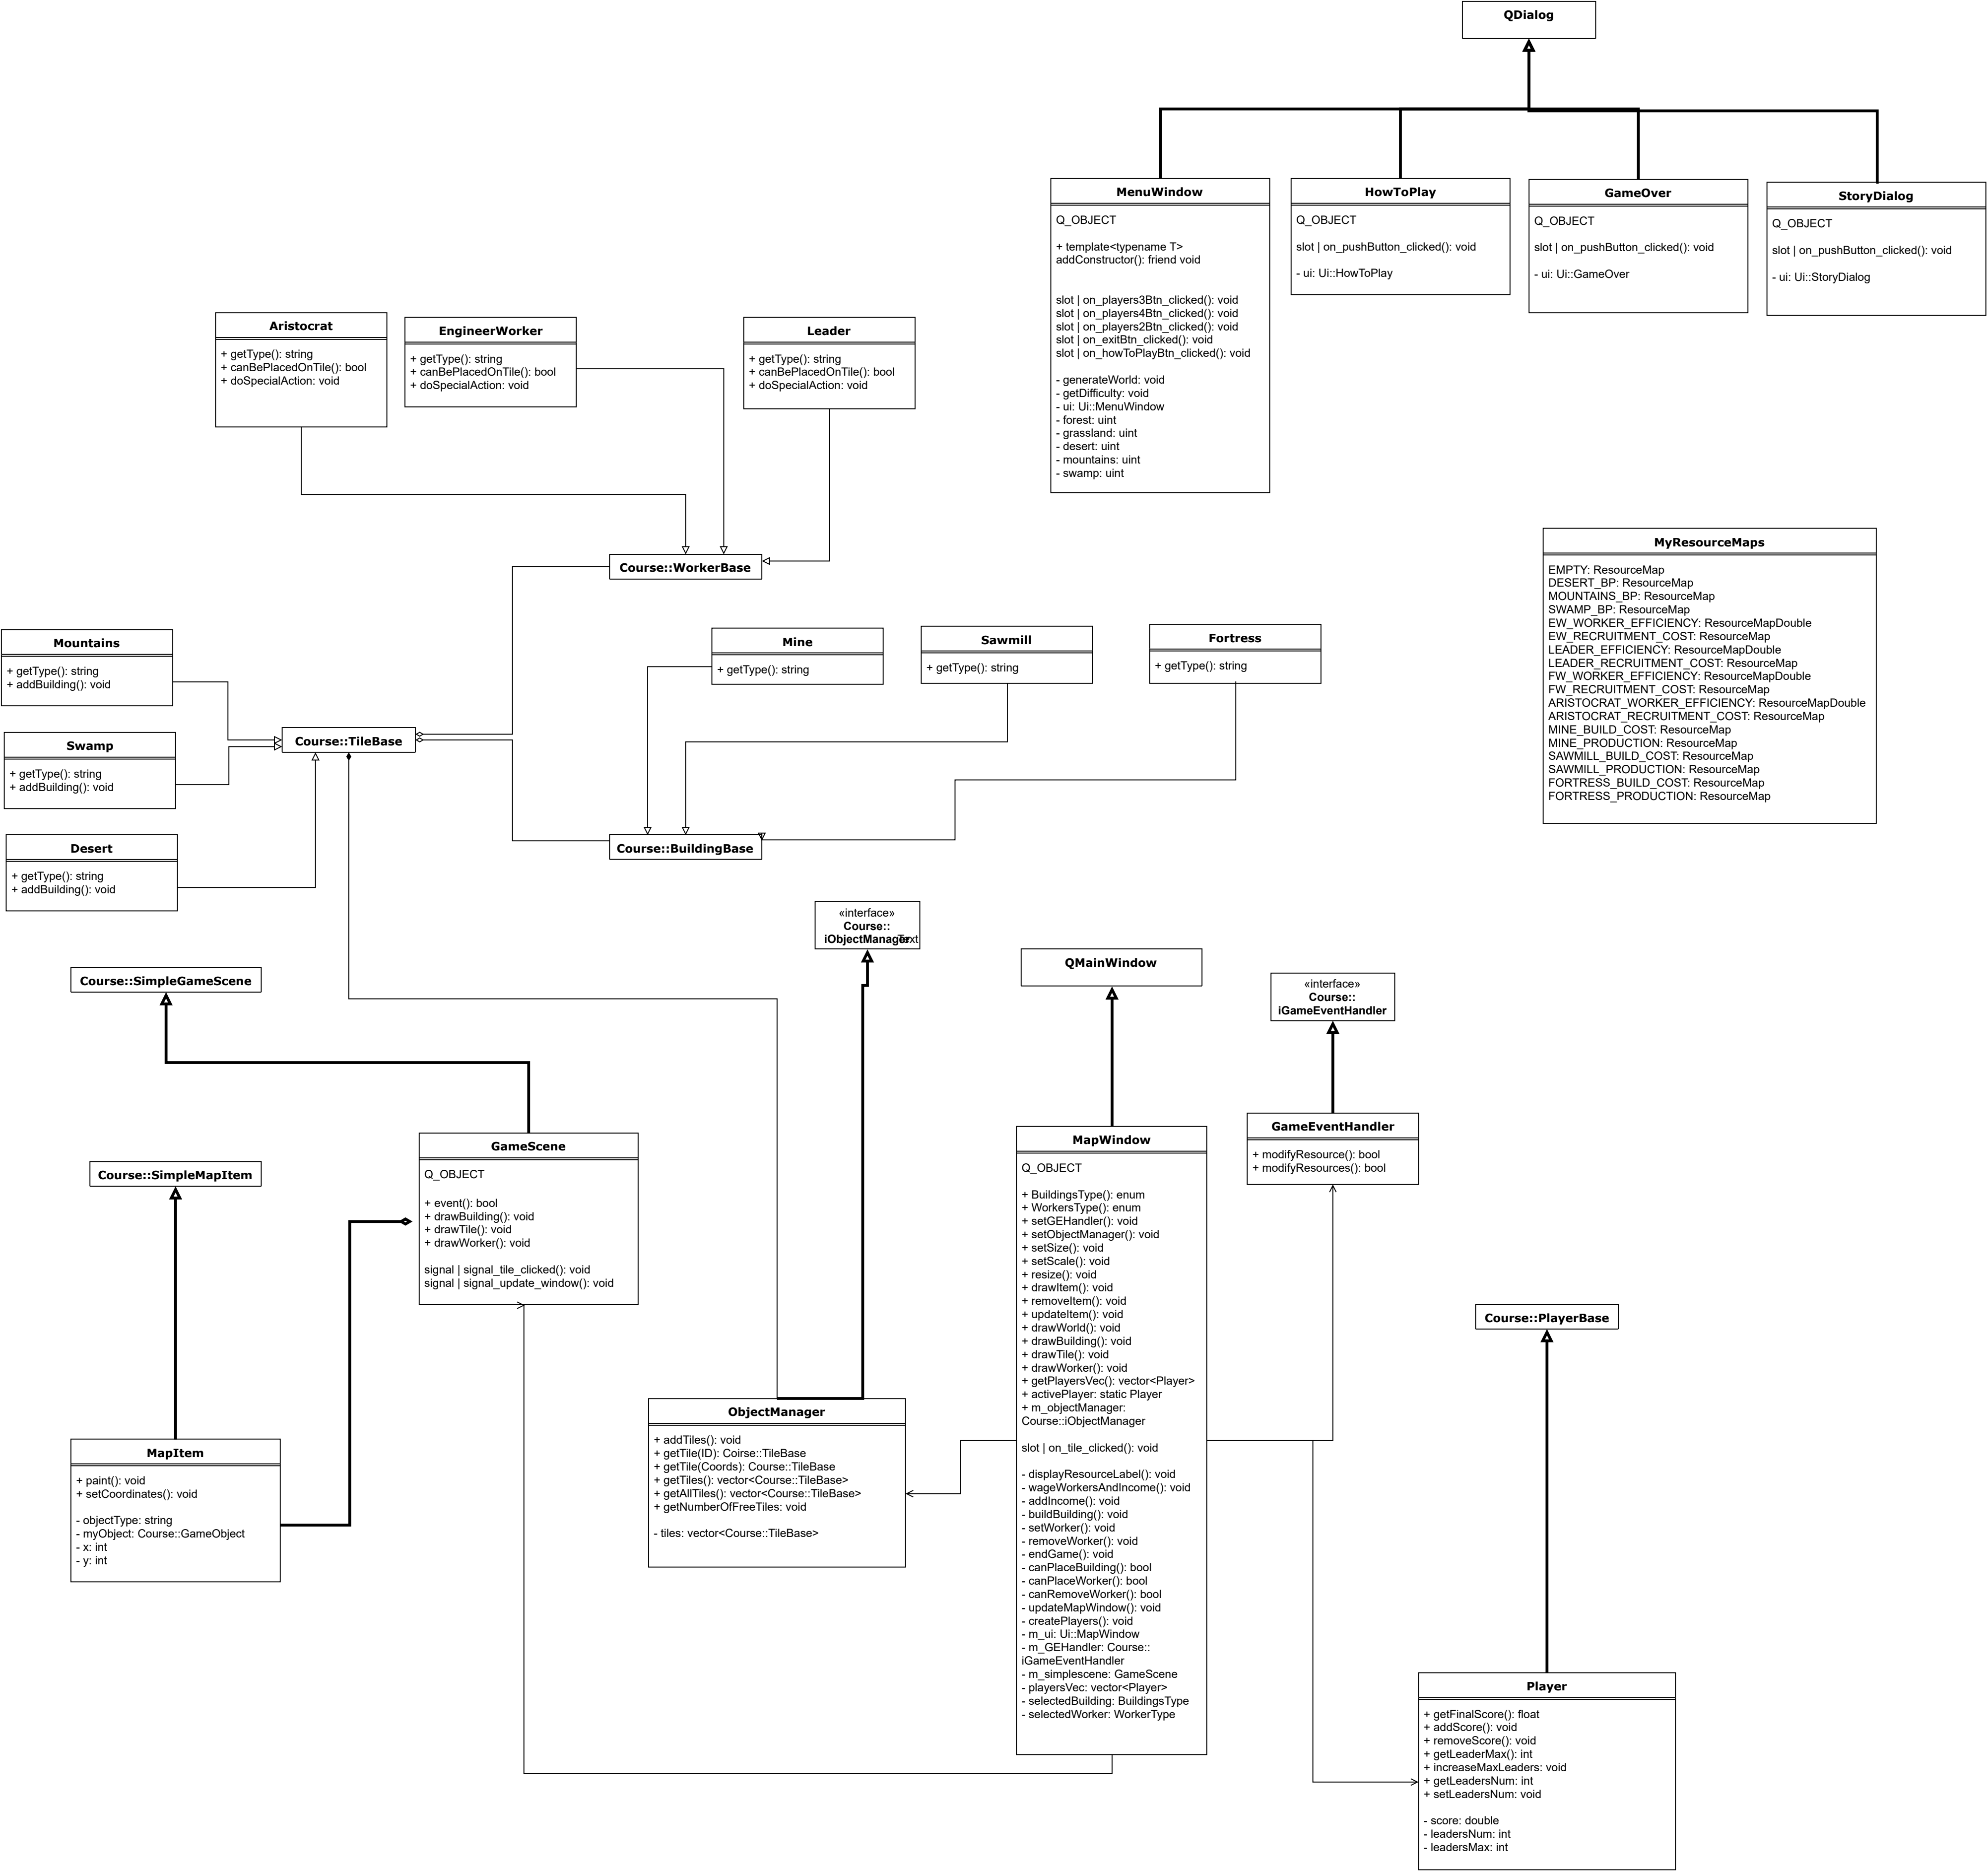 QDialog
MenuWindow
Q_OBJECT
+ template<typename T>
addConstructor(): friend void
slot | on_players3Btn_clicked(): void
slot | on_players4Btn_clicked(): void
slot | on_players2Btn_clicked(): void
slot | on_exitBtn_clicked(): void
slot | on_howToPlayBtn_clicked(): void
- generateWorld: void
- getDifficulty: void
- ui: Ui::MenuWindow
- forest: uint
- grassland: uint
- desert: uint
- mountains: uint
- swamp: uint
HowToPlay
Q_OBJECT
slot | on_pushButton_clicked(): void
- ui: Ui::HowToPlay
GameOver
Q_OBJECT
slot | on_pushButton_clicked(): void
- ui: Ui::GameOver
StoryDialog
Q_OBJECT
slot | on_pushButton_clicked(): void
- ui: Ui::StoryDialog
Aristocrat
+ getType(): string
+ canBePlacedOnTile(): bool
+ doSpecialAction: void
EngineerWorker
+ getType(): string
+ canBePlacedOnTile(): bool
+ doSpecialAction: void
Leader
+ getType(): string
+ canBePlacedOnTile(): bool
+ doSpecialAction: void
Course::WorkerBase
MyResourceMaps
EMPTY: ResourceMap
DESERT_BP: ResourceMap
MOUNTAINS_BP: ResourceMap
SWAMP_BP: ResourceMap
EW_WORKER_EFFICIENCY: ResourceMapDouble
EW_RECRUITMENT_COST: ResourceMap
LEADER_EFFICIENCY: ResourceMapDouble
LEADER_RECRUITMENT_COST: ResourceMap
FW_WORKER_EFFICIENCY: ResourceMapDouble
FW_RECRUITMENT_COST: ResourceMap
ARISTOCRAT_WORKER_EFFICIENCY: ResourceMapDouble
ARISTOCRAT_RECRUITMENT_COST: ResourceMap
MINE_BUILD_COST: ResourceMap
MINE_PRODUCTION: ResourceMap
SAWMILL_BUILD_COST: ResourceMap
SAWMILL_PRODUCTION: ResourceMap
FORTRESS_BUILD_COST: ResourceMap
FORTRESS_PRODUCTION: ResourceMap
Mountains
+ getType(): string
+ addBuilding(): void
Mine
+ getType(): string
Sawmill
+ getType(): string
Fortress
+ getType(): string
Swamp
+ getType(): string
+ addBuilding(): void
Course::TileBase
Desert
+ getType(): string
+ addBuilding(): void
Course::BuildingBase
«interface»
Course::
iObjectManager
Text
Course::SimpleGameScene
QMainWindow
«interface»
Course::
iGameEventHandler
GameScene
Q_OBJECT
+ event(): bool
+ drawBuilding(): void
+ drawTile(): void
+ drawWorker(): void
signal | signal_tile_clicked(): void
signal | signal_update_window(): void
Course::SimpleMapItem
MapWindow
Q_OBJECT
+ BuildingsType(): enum
+ WorkersType(): enum
+ setGEHandler(): void
+ setObjectManager(): void
+ setSize(): void
+ setScale(): void
+ resize(): void
+ drawItem(): void
+ removeItem(): void
+ updateItem(): void
+ drawWorld(): void
+ drawBuilding(): void
+ drawTile(): void
+ drawWorker(): void
+ getPlayersVec(): vector<Player>
+ activePlayer: static Player
+ m_objectManager:
Course::iObjectManager
slot | on_tile_clicked(): void
- displayResourceLabel(): void
- wageWorkersAndIncome(): void
- addIncome(): void
- buildBuilding(): void
- setWorker(): void
- removeWorker(): void
- endGame(): void
- canPlaceBuilding(): bool
- canPlaceWorker(): bool
- canRemoveWorker(): bool
- updateMapWindow(): void
- createPlayers(): void
- m_ui: Ui::MapWindow
- m_GEHandler: Course::
iGameEventHandler
- m_simplescene: GameScene
- playersVec: vector<Player>
- selectedBuilding: BuildingsType
- selectedWorker: WorkerType
GameEventHandler
+ modifyResource(): bool
+ modifyResources(): bool
Course::PlayerBase
ObjectManager
+ addTiles(): void
+ getTile(ID): Coirse::TileBase
+ getTile(Coords): Course::TileBase
+ getTiles(): vector<Course::TileBase>
+ getAllTiles(): vector<Course::TileBase>
+ getNumberOfFreeTiles: void
- tiles: vector<Course::TileBase>
MapItem
+ paint(): void
+ setCoordinates(): void
- objectType: string
- myObject: Course::GameObject
- x: int
- y: int
Player
+ getFinalScore(): float
+ addScore(): void
+ removeScore(): void
+ getLeaderMax(): int
+ increaseMaxLeaders: void
+ getLeadersNum: int
+ setLeadersNum: void
- score: double
- leadersNum: int
- leadersMax: int